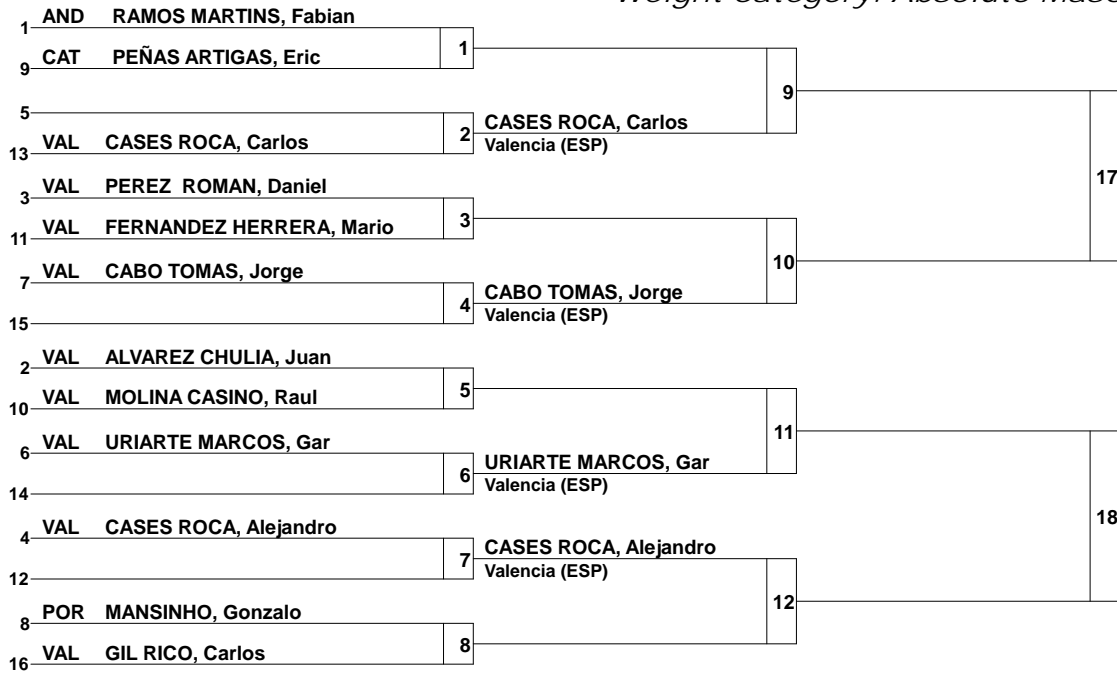 Weight category: Absolute Masc
1 AND RAMOS MARTINS, Fabian
1
9 CAT PEÑAS ARTIGAS, Eric
9
5
2 CASES ROCA, Carlos
Valencia (ESP)
13 VAL CASES ROCA, Carlos
17
3 VAL PEREZ ROMAN, Daniel
3
11 VAL FERNANDEZ HERRERA, Mario
10
7 VAL CABO TOMAS, Jorge
4 CABO TOMAS, Jorge
Valencia (ESP)
15
2 VAL ALVAREZ CHULIA, Juan
5
10 VAL MOLINA CASINO, Raul
11
6 VAL URIARTE MARCOS, Gar
6 URIARTE MARCOS, Gar
Valencia (ESP)
14
18
4 VAL CASES ROCA, Alejandro
7 CASES ROCA, Alejandro
Valencia (ESP)
12
12
8 POR MANSINHO, Gonzalo
8
16 VAL GIL RICO, Carlos